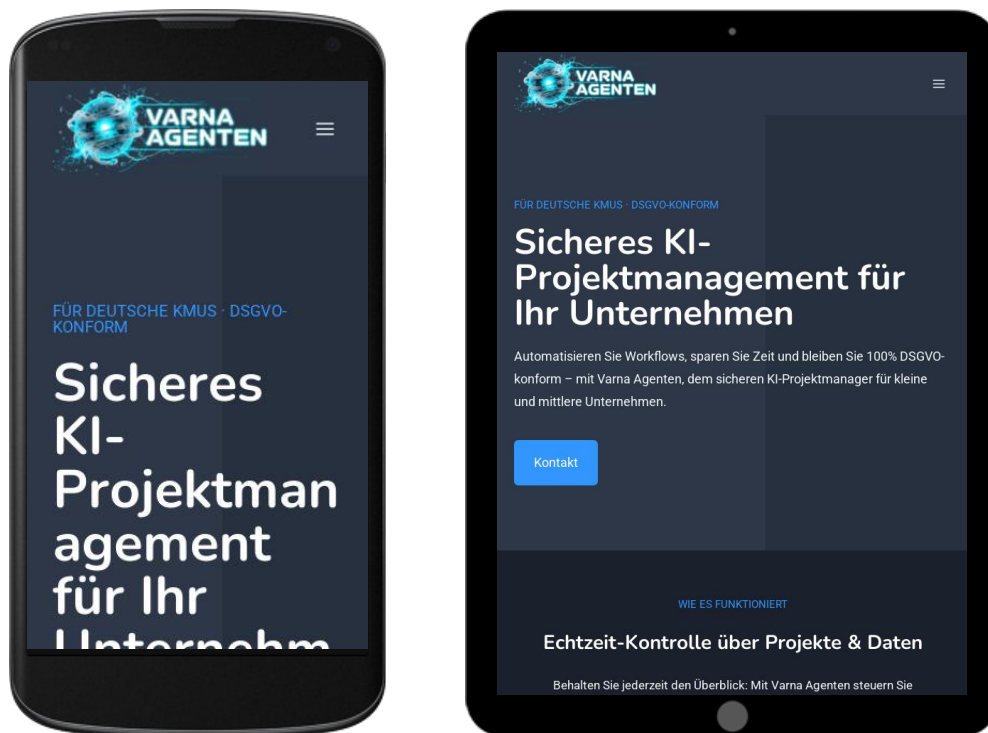 VARNA
AGENTEN
FÜR DEUTSCHE KMUS · DSGVO-
KONFORM
Sicheres
KI-
Projektman
agement
für Ihr
Unternehm
VARNA
AGENTEN
FÜR DEUTSCHE KMUS · DSGVO-KONFORM
Sicheres KI-
Projektmanagement für
Ihr Unternehmen
Automatisieren Sie Workflows, sparen Sie Zeit und bleiben Sie 100% DSGVO-
konform – mit Varna Agenten, dem sicheren KI-Projektmanager für kleine
und mittlere Unternehmen.
Kontakt
WIE ES FUNKTIONIERT
Echtzeit-Kontrolle über Projekte & Daten
Behalten Sie jederzeit den Überblick: Mit Varna Agenten steuern Sie